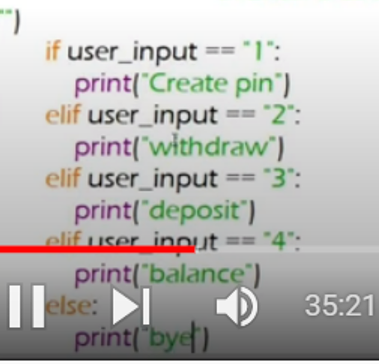 "")
if user_input == "1":
print("Create pin")
elif user_input == "2":
print("withdraw")
elif user_input == "3":
print("deposit")
elif user_input == "4":
print("balance")
else:
35:21
print("bye")